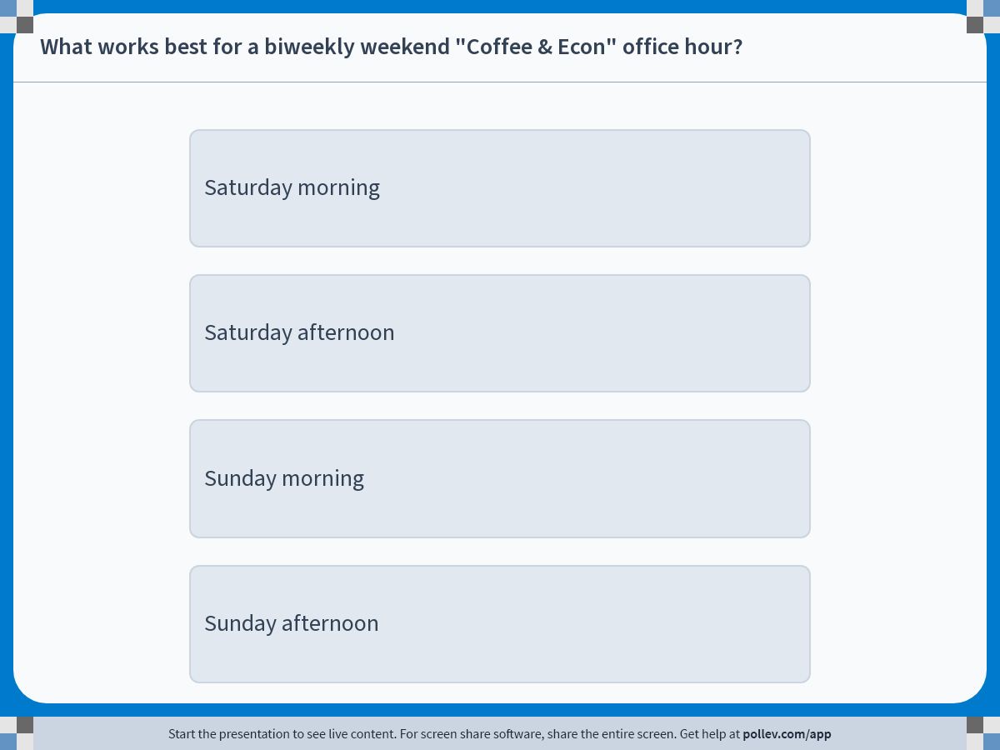 What works best for a biweekly weekend "Coffee & Econ" office hour?
Saturday morning
Saturday afternoon
Sunday morning
Sunday afternoon
Start the presentation to see live content. For screen share software, share the entire screen. Get help at pollev.com/app